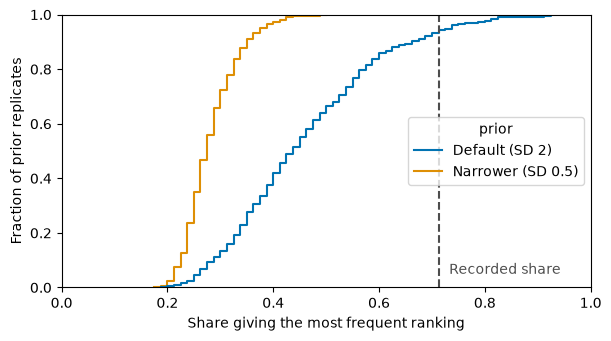 Fraction of prior replicates
1.0
0.8
0.6
0.4
0.2
0.0
prior
Default (SD 2)
Narrower (SD 0.5)
Recorded share
0.0 0.2 0.4 0.6 0.8 1.0
Share giving the most frequent ranking